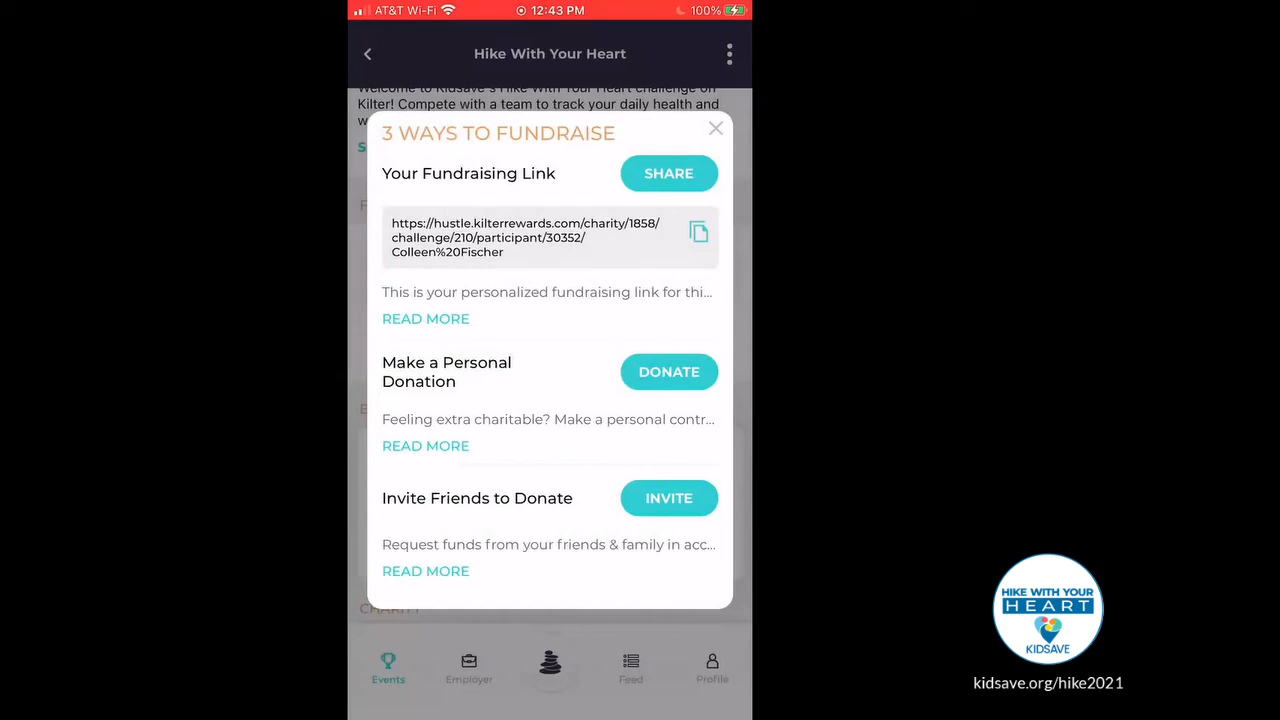 AT&T Wi-Fi 12:43 PM 100%
Hike With Your Heart
Welcome to Kidsave's Hike With Your Heart challenge on
Kilter! Compete with a team to track your daily health and
3 WAYS TO FUNDRAISE
Your Fundraising Link SHARE
https://hustle.kilterrewards.com/charity/1858/
challenge/210/participant/30352/
Colleen%20Fischer
This is your personalized fundraising link for thi...
READ MORE
Make a Personal
Donation
DONATE
Feeling extra charitable? Make a personal contr...
READ MORE
Invite Friends to Donate INVITE
Request funds from your friends & family in acc...
READ MORE
CHARITY
Events Employer Feed Profile
HIKE WITH YOUR
HEART
KIDSAVE
kidsave.org/hike2021